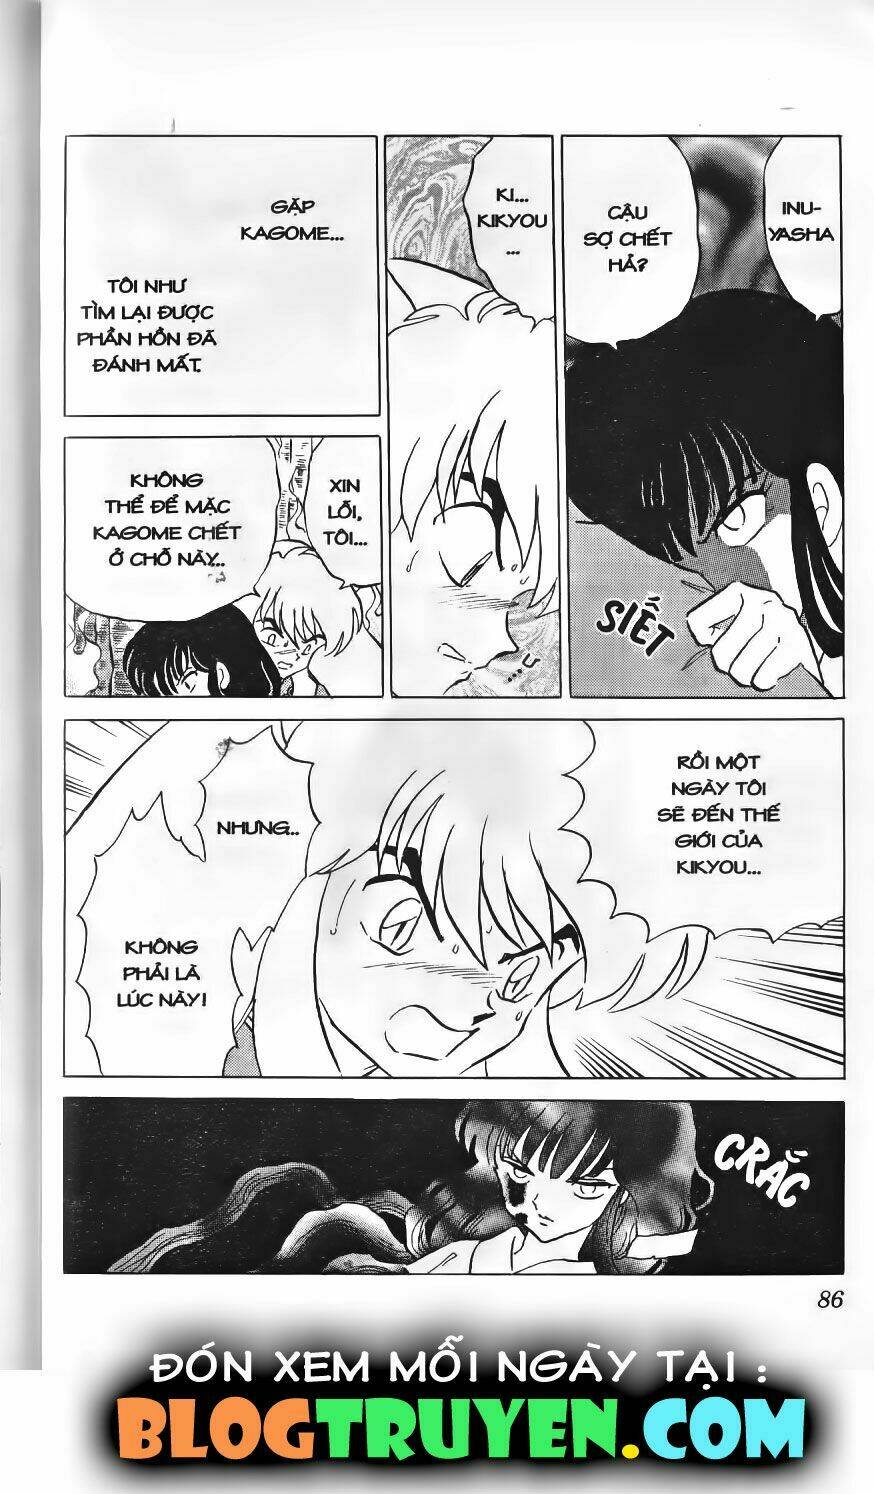 INU-
YASHA
CẬU
SỢ CHẾT
HẢ?
SIẾT
KI...
KIKYOU
...
...Ư
GẶP
KAGOME...
TÔI NHƯ
TÌM LẠI ĐƯỢC
PHẦN HỒN ĐÃ
ĐÁNH MẤT.
XIN
LỖI,
TÔI...
KHÔNG
THỂ ĐỂ MẶC
KAGOME CHẾT
Ở CHỖ NÀY...
RỒI MỘT
NGÀY TÔI
SẼ ĐẾN THẾ
GIỚI CỦA
KIKYOU...
NHƯNG..
KHÔNG
PHẢI LÀ
LÚC NÀY!
CRẮC
86
ĐÓN XEM MỖI NGÀY TẠI :
BLOGTRUYEN.COM